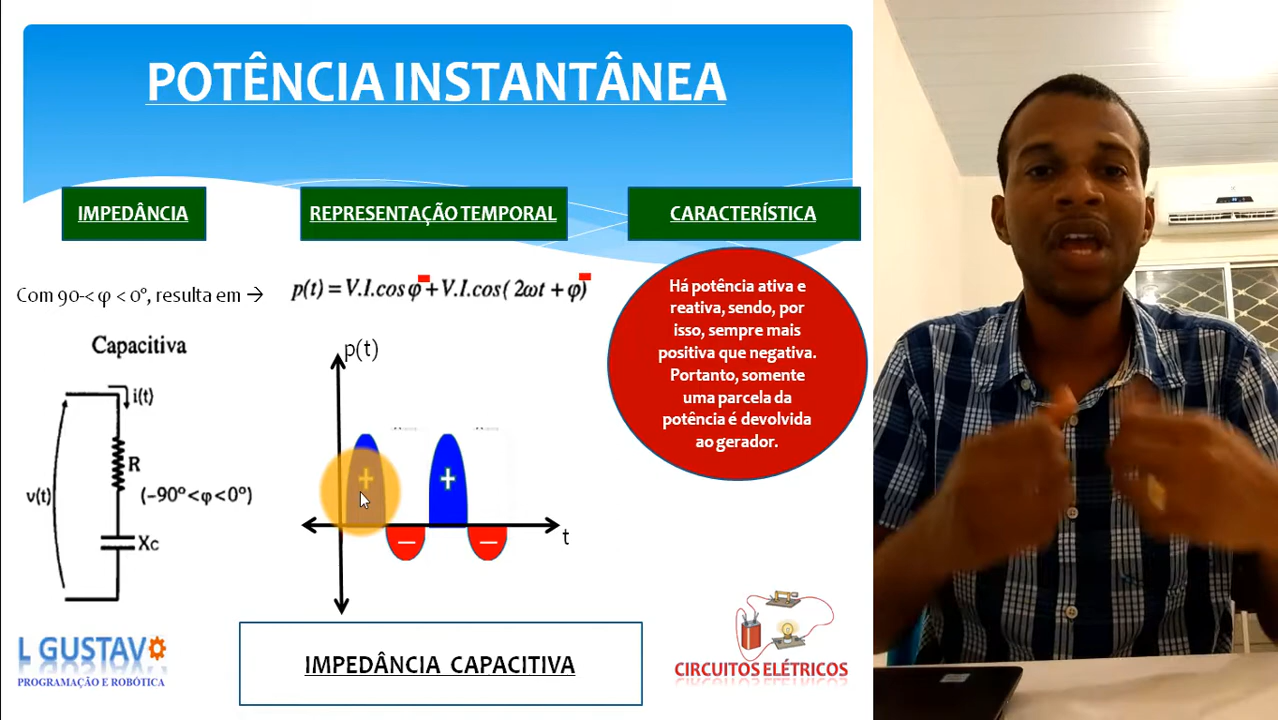 POTÊNCIA INSTANTÂNEA
IMPEDÂNCIA
REPRESENTAÇÃO TEMPORAL
CARACTERÍSTICA
Com 90-< φ < 0°, resulta em →
p(t) = V.I.cos φ + V.I.cos( 2ωt + φ)
Há potência ativa e
reativa, sendo, por
isso, sempre mais
positiva que negativa.
Portanto, somente
uma parcela da
potência é devolvida
ao gerador.
Capacitiva
i(t)
R
v(t)
(–90°<φ<0°)
Xc
p(t)
+
+
–
–
t
L GUSTAVO
PROGRAMAÇÃO E ROBÓTICA
IMPEDÂNCIA CAPACITIVA
CIRCUITOS ELÉTRICOS